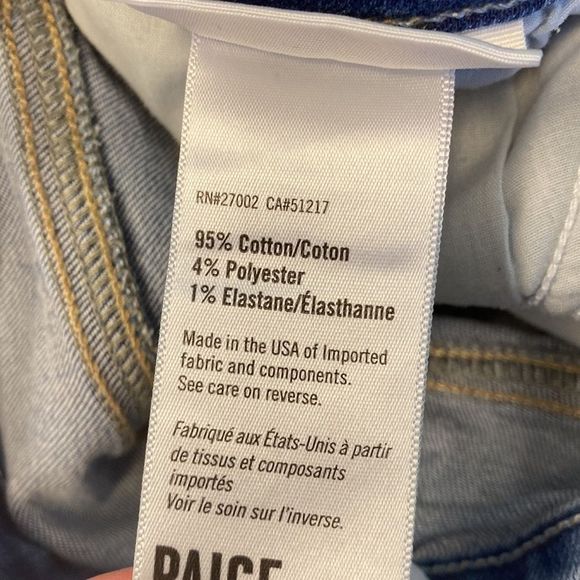 RN#27002 CA#51217
95% Cotton/Coton
4% Polyester
1% Elastane/Élasthanne
Made in the USA of Imported
fabric and components.
See care on reverse.
Fabriqué aux États-Unis à partir
de tissus et composants
importés
Voir le soin sur l'inverse.
PAIGE